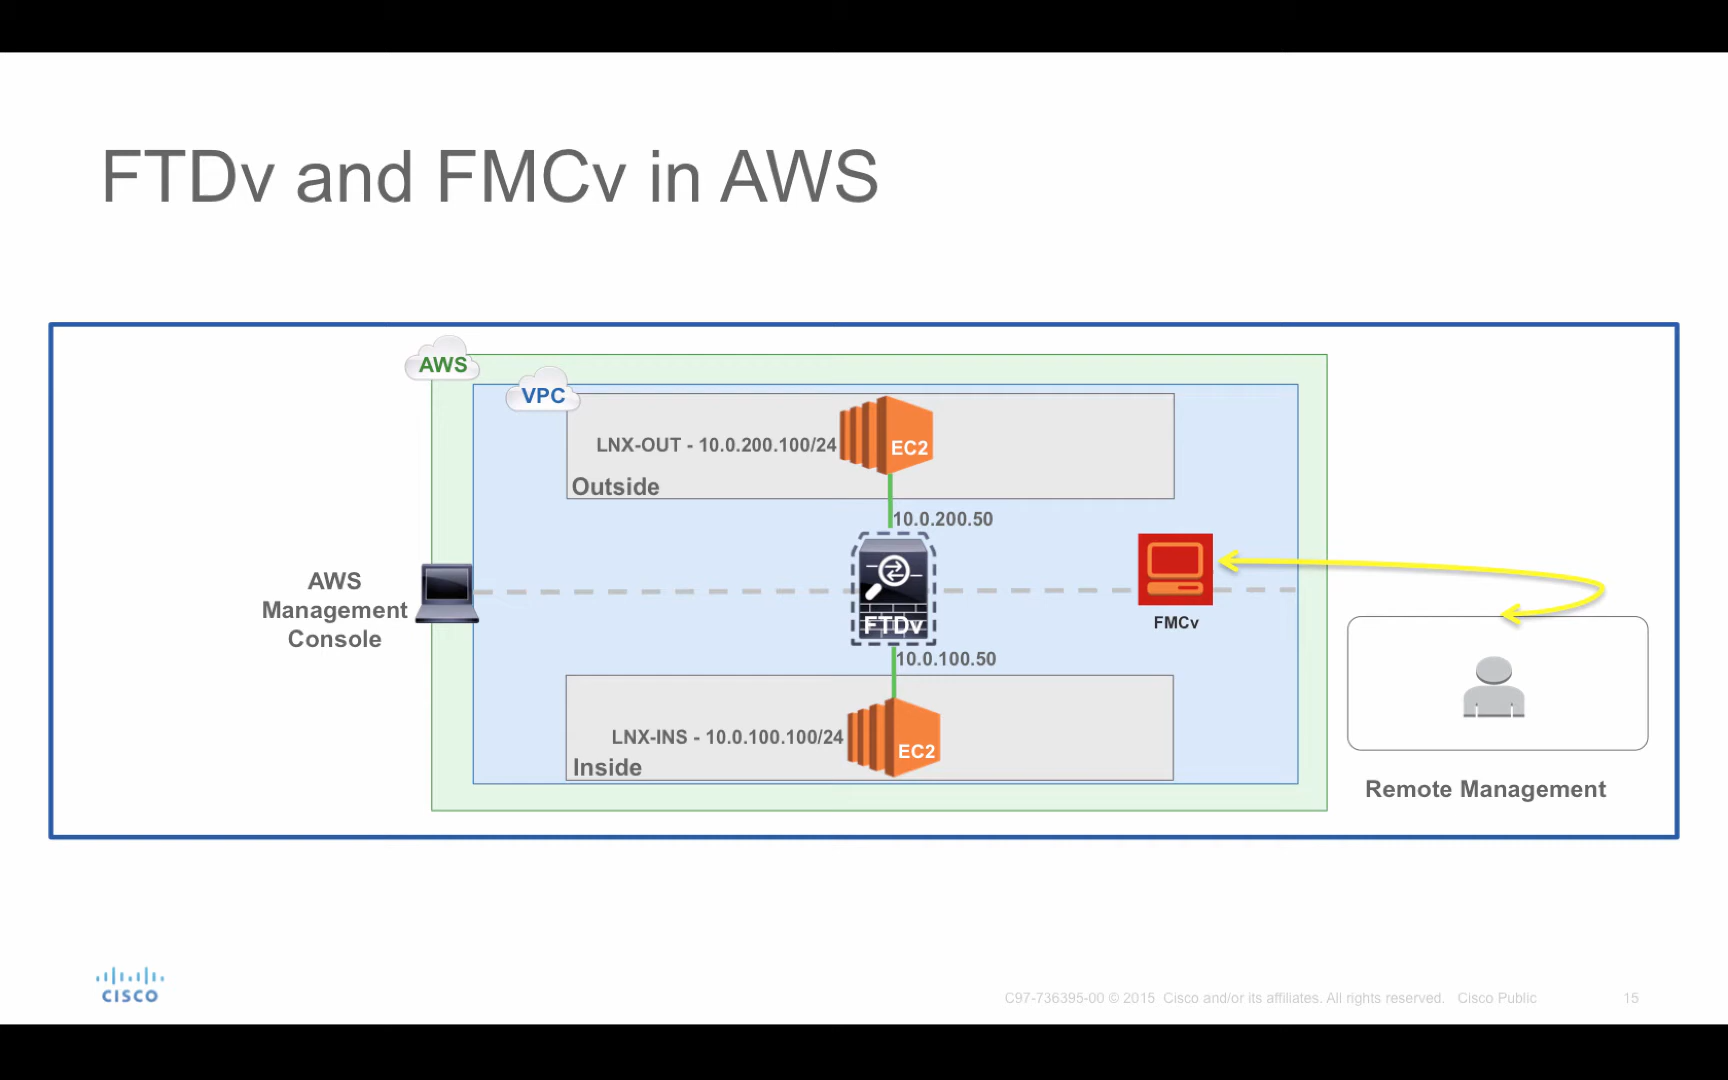 FTDv and FMCv in AWS
AWS
VPC
LNX-OUT - 10.0.200.100/24
EC2
Outside
10.0.200.50
AWS
Management
Console
FTDv
FMCv
10.0.100.50
LNX-INS - 10.0.100.100/24
EC2
Inside
Remote Management
CISCO
C97-736395-00 © 2015 Cisco and/or its affiliates. All rights reserved. Cisco Public
15